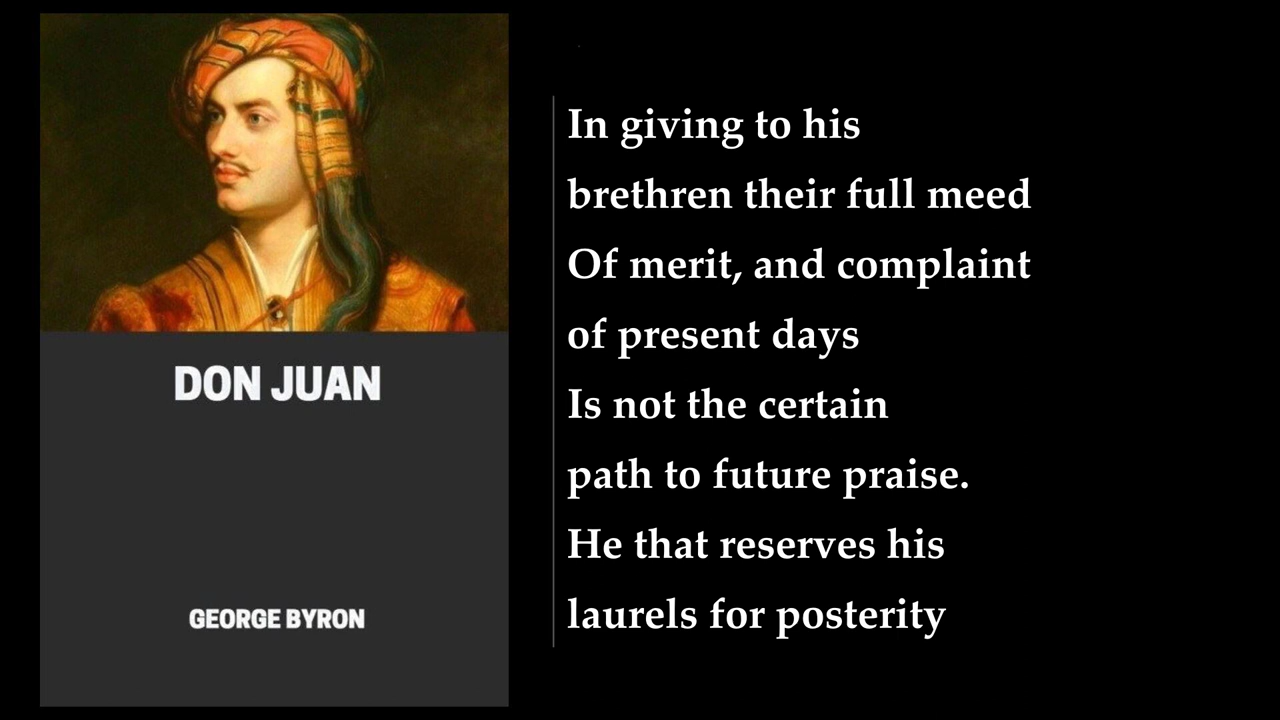 DON JUAN
GEORGE BYRON
In giving to his
brethren their full meed
Of merit, and complaint
of present days
Is not the certain
path to future praise.
He that reserves his
laurels for posterity